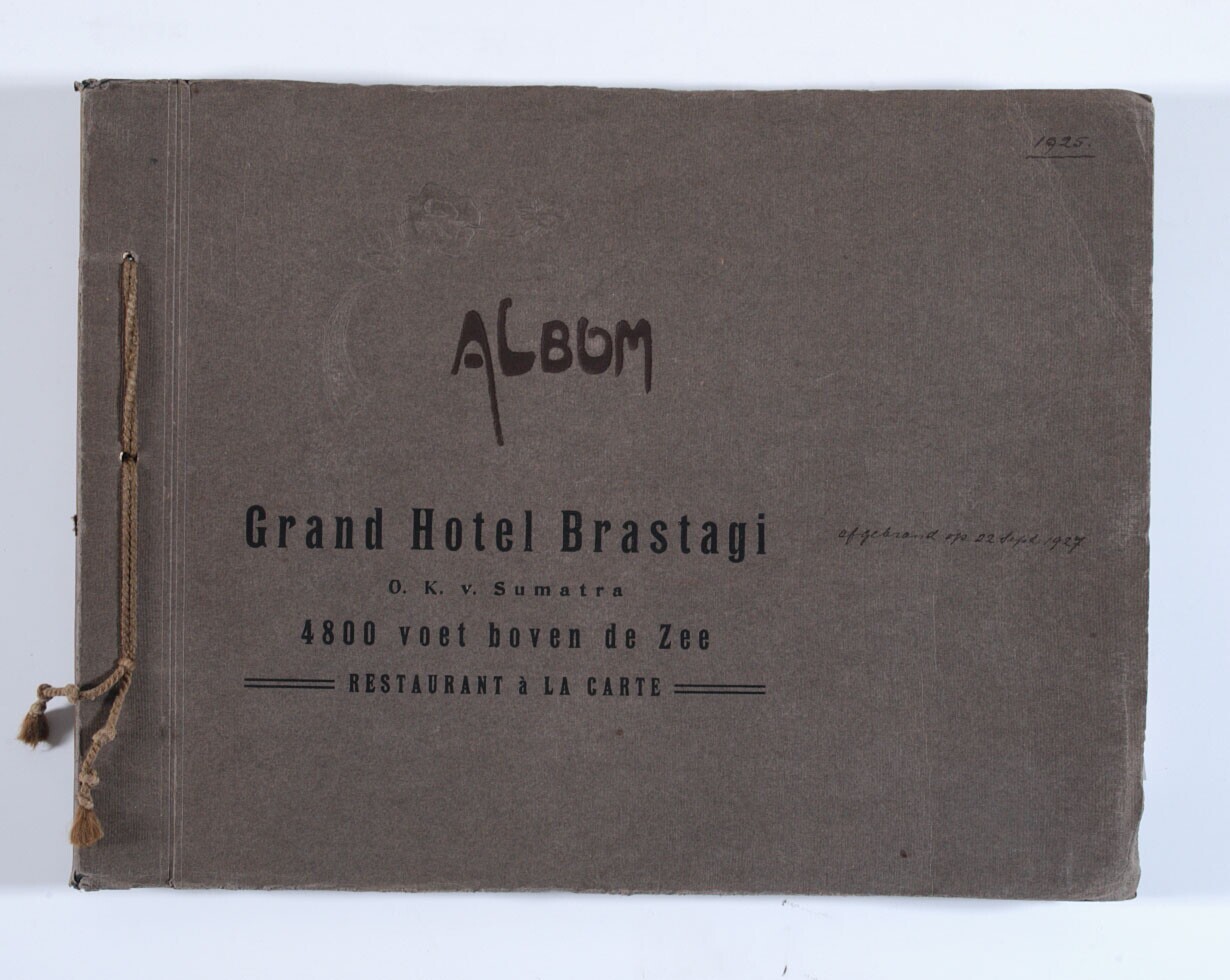 1925.
ALBUM
Grand Hotel Brastagi
afgebrand op 22 Sept 1927
O. K. v. Sumatra
4800 voet boven de Zee
RESTAURANT à LA CARTE